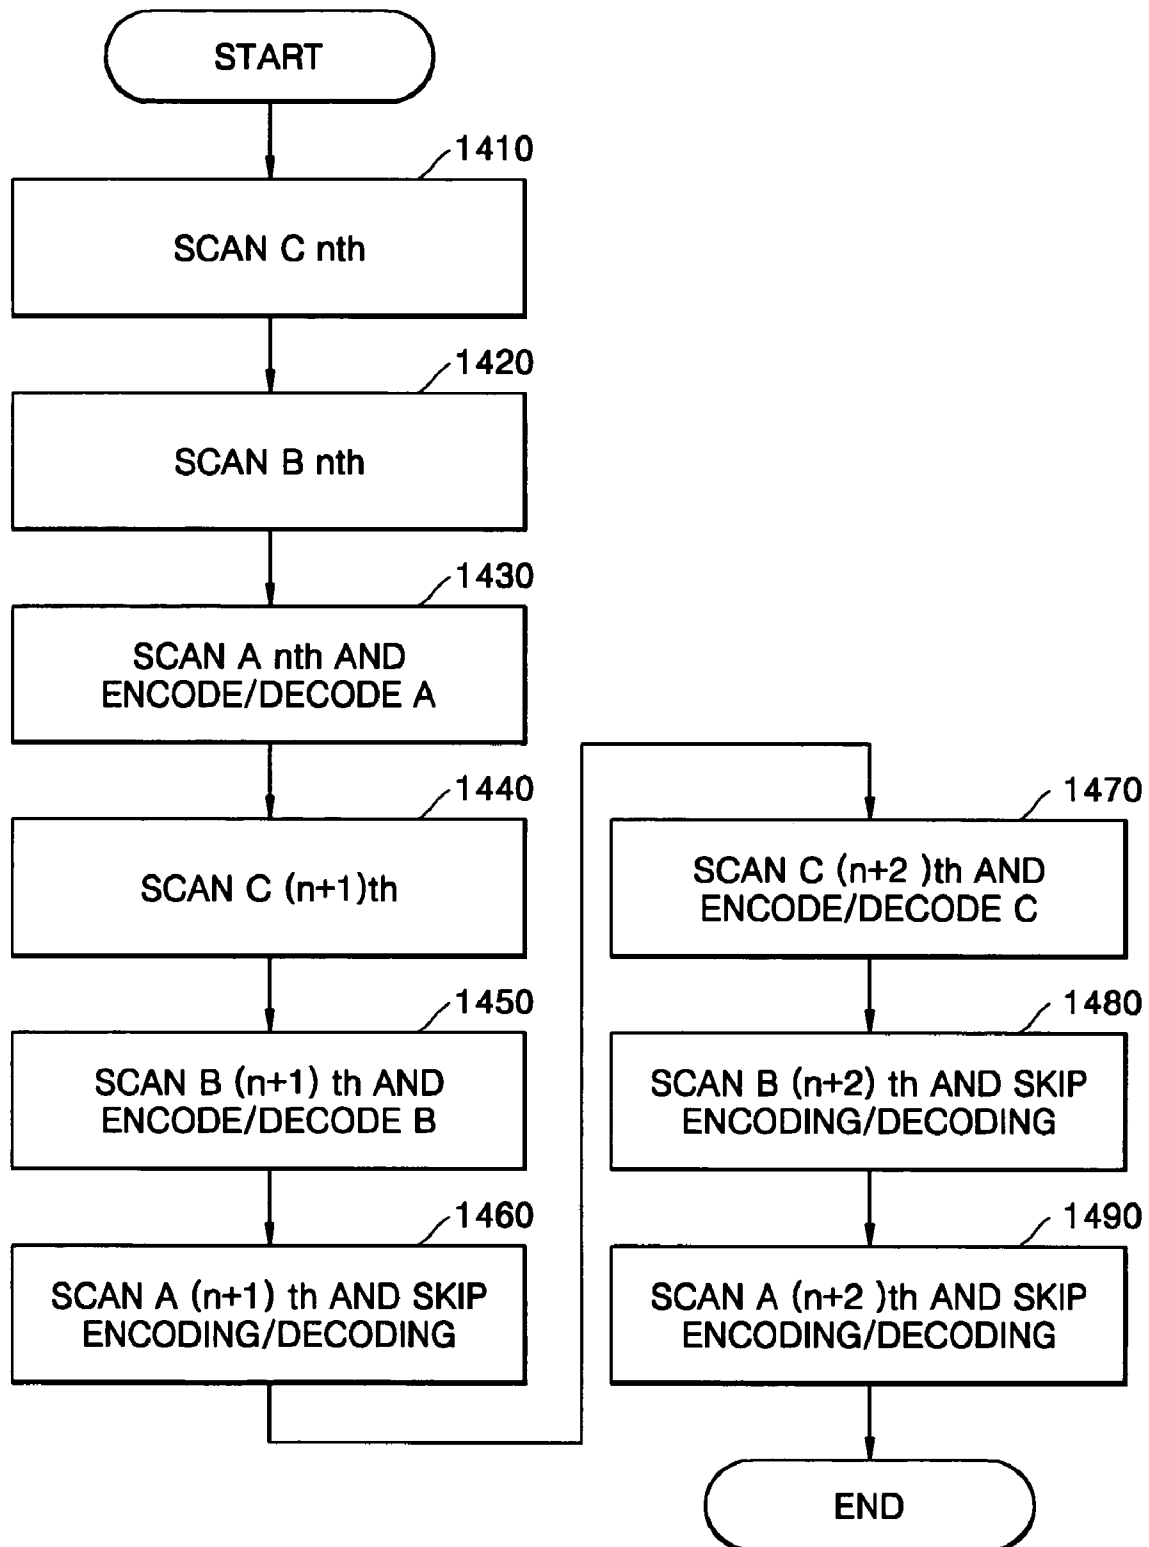 START
1410
SCAN C nth
1420
SCAN B nth
1430
SCAN A nth AND
ENCODE/DECODE A
1440
SCAN C (n+1)th
1450
SCAN B (n+1) th AND
ENCODE/DECODE B
1460
SCAN A (n+1) th AND SKIP
ENCODING/DECODING
1470
SCAN C (n+2 )th AND
ENCODE/DECODE C
1480
SCAN B (n+2) th AND SKIP
ENCODING/DECODING
1490
SCAN A (n+2 )th AND SKIP
ENCODING/DECODING
END